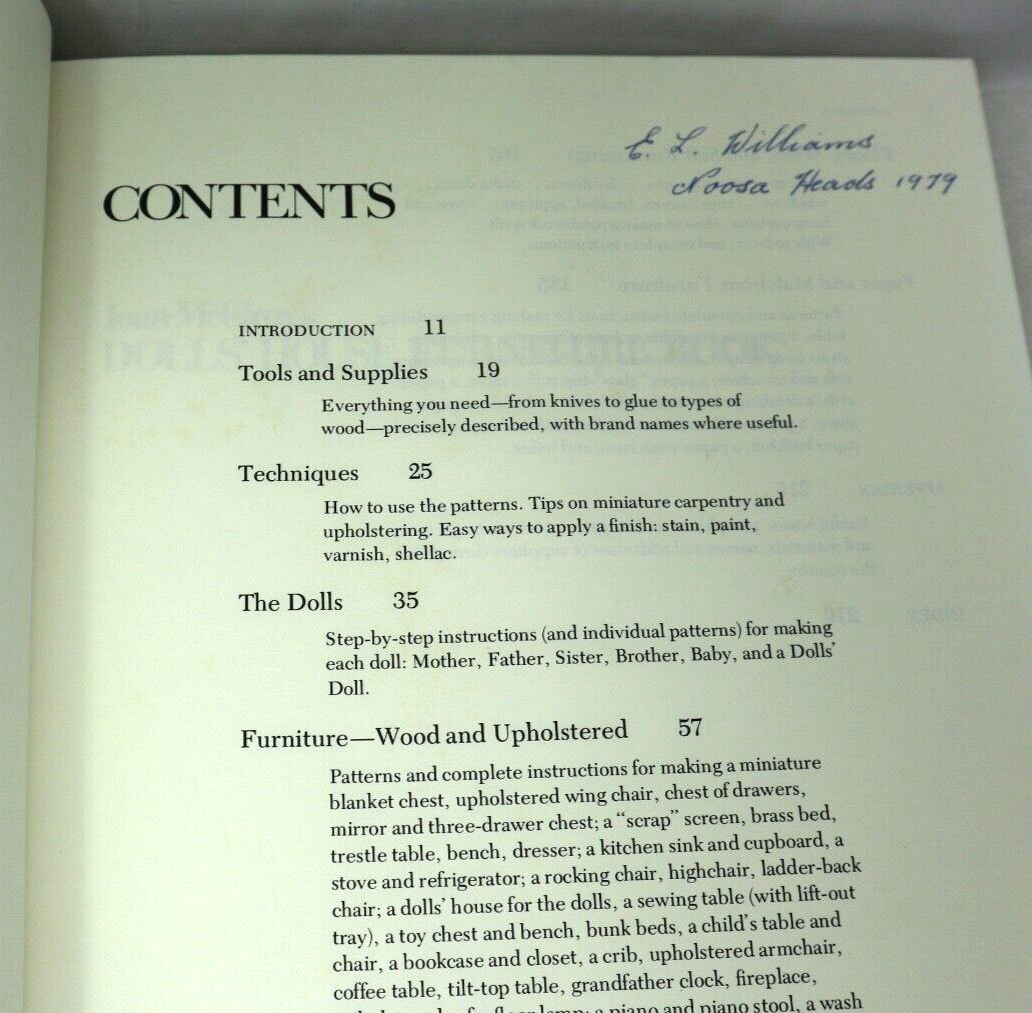 E. L. Williams
Noosa Heads 1979
CONTENTS
INTRODUCTION 11
Tools and Supplies 19
Everything you need—from knives to glue to types of
wood—precisely described, with brand names where useful.
Techniques 25
How to use the patterns. Tips on miniature carpentry and
upholstering. Easy ways to apply a finish: stain, paint,
varnish, shellac.
The Dolls 35
Step-by-step instructions (and individual patterns) for making
each doll: Mother, Father, Sister, Brother, Baby, and a Dolls'
Doll.
Furniture—Wood and Upholstered 57
Patterns and complete instructions for making a miniature
blanket chest, upholstered wing chair, chest of drawers,
mirror and three-drawer chest; a “scrap” screen, brass bed,
trestle table, bench, dresser; a kitchen sink and cupboard, a
stove and refrigerator; a rocking chair, highchair, ladder-back
chair; a dolls' house for the dolls, a sewing table (with lift-out
tray), a toy chest and bench, bunk beds, a child's table and
chair, a bookcase and closet, a crib, upholstered armchair,
coffee table, tilt-top table, grandfather clock, fireplace,
floor lamp; a piano and piano stool, a wash